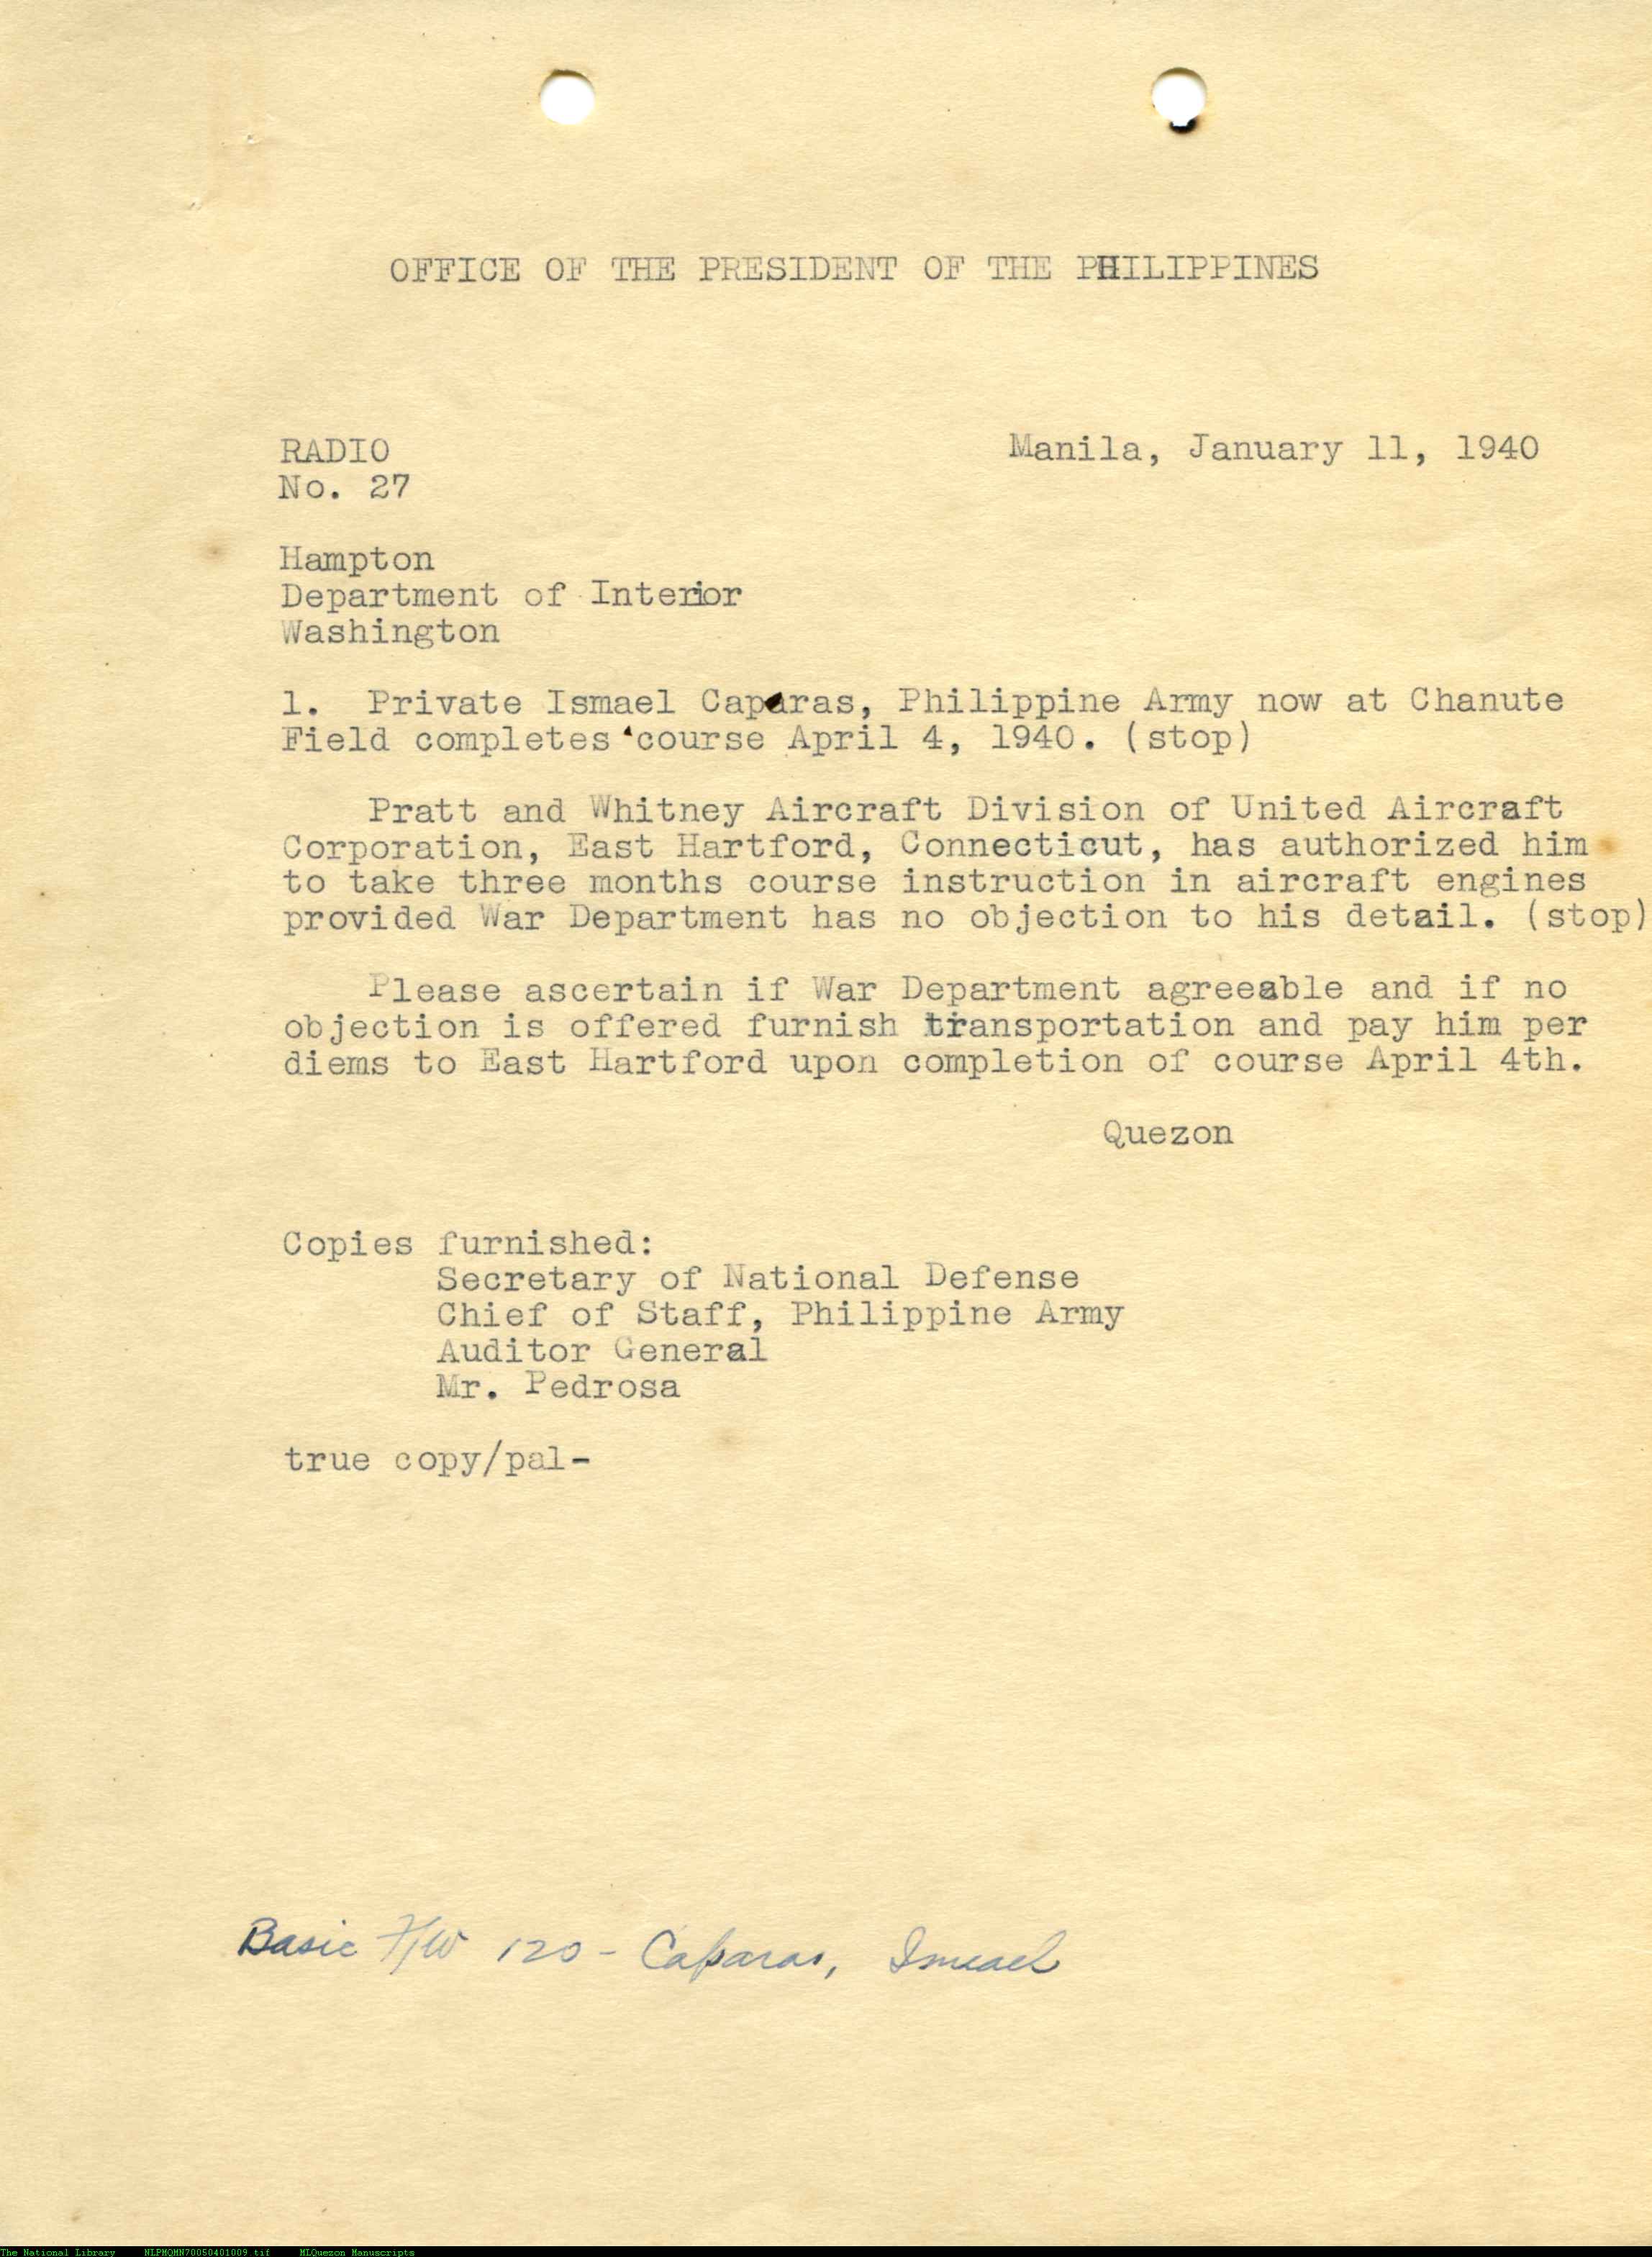 OFFICE OF THE PRESIDENT OF THE PHILIPPINES
RADIO
No. 27
Manila, January 11, 1940
Hampton
Department of Interior
Washington
1. Private Ismael Caparas, Philippine Army now at Chanute
Field completes course April 4, 1940. (stop)
Pratt and Whitney Aircraft Division of United Aircraft
Corporation, East Hartford, Connecticut, has authorized him
to take three months course instruction in aircraft engines
provided War Department has no objection to his detail. (stop)
Please ascertain if War Department agreeable and if no
objection is offered furnish transportation and pay him per
diems to East Hartford upon completion of course April 4th.
Quezon
Copies furnished:
Secretary of National Defense
Chief of Staff, Philippine Army
Auditor General
Mr. Pedrosa
true copy/pal-
Basic 120 - Caparas, Ismael
The National Library NLPMQMN70050401009.tif MLQuezon Manuscripts